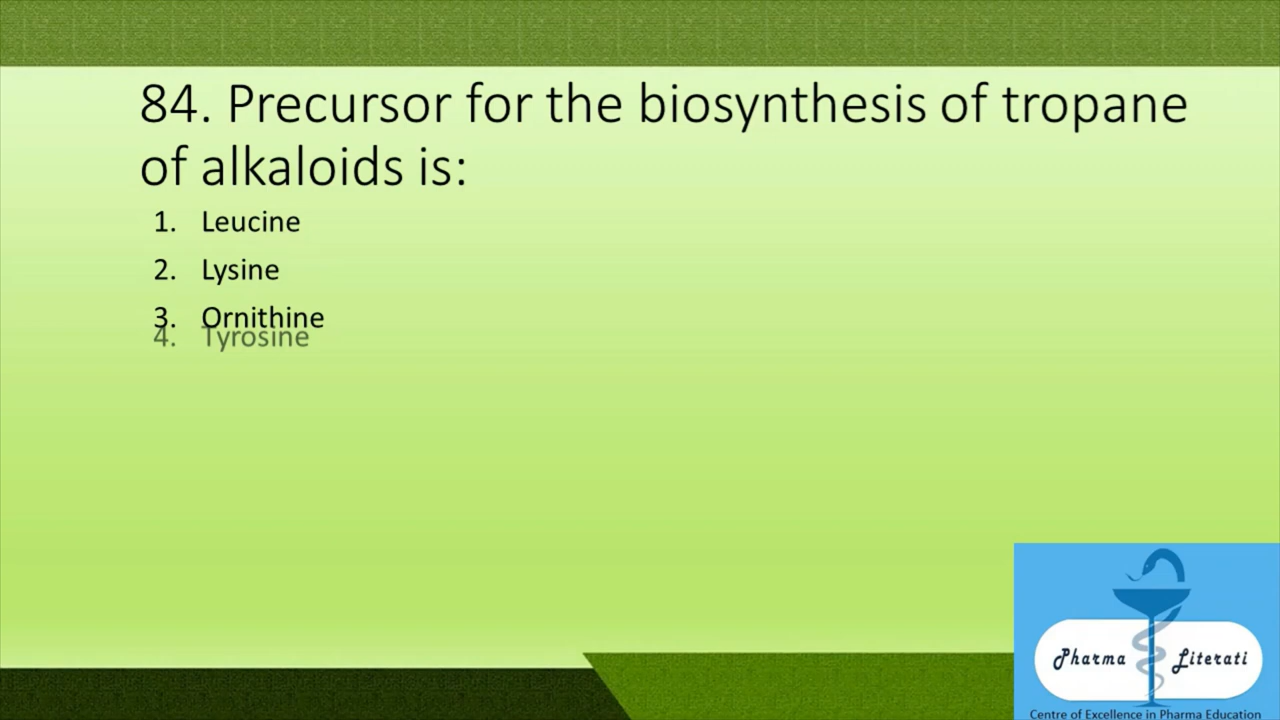 84. Precursor for the biosynthesis of tropane
of alkaloids is:
1. Leucine
2. Lysine
3. Ornithine
4. Tyrosine
Pharma Literati
Centre of Excellence in Pharma Education